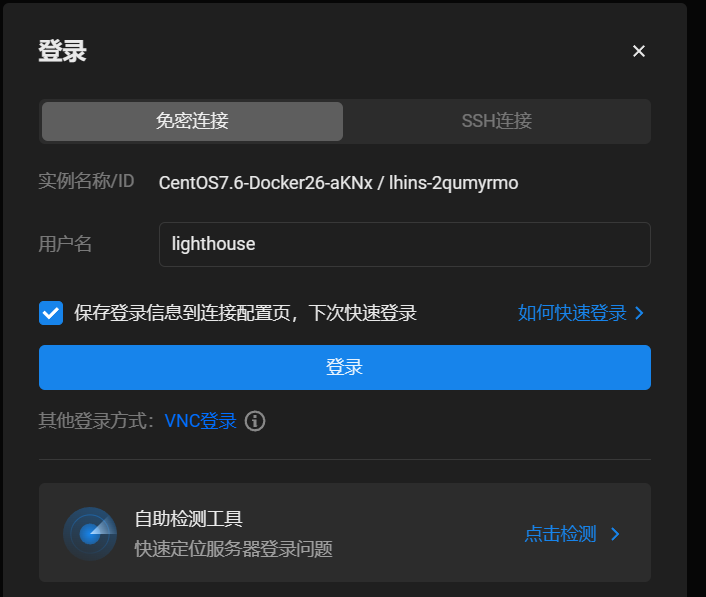 登录
免密连接 SSH连接
实例名称/ID CentOS7.6-Docker26-aKNx / lhins-2qumyrmo
用户名 lighthouse
保存登录信息到连接配置页，下次快速登录 如何快速登录
登录
其他登录方式：VNC登录
自助检测工具
快速定位服务器登录问题
点击检测